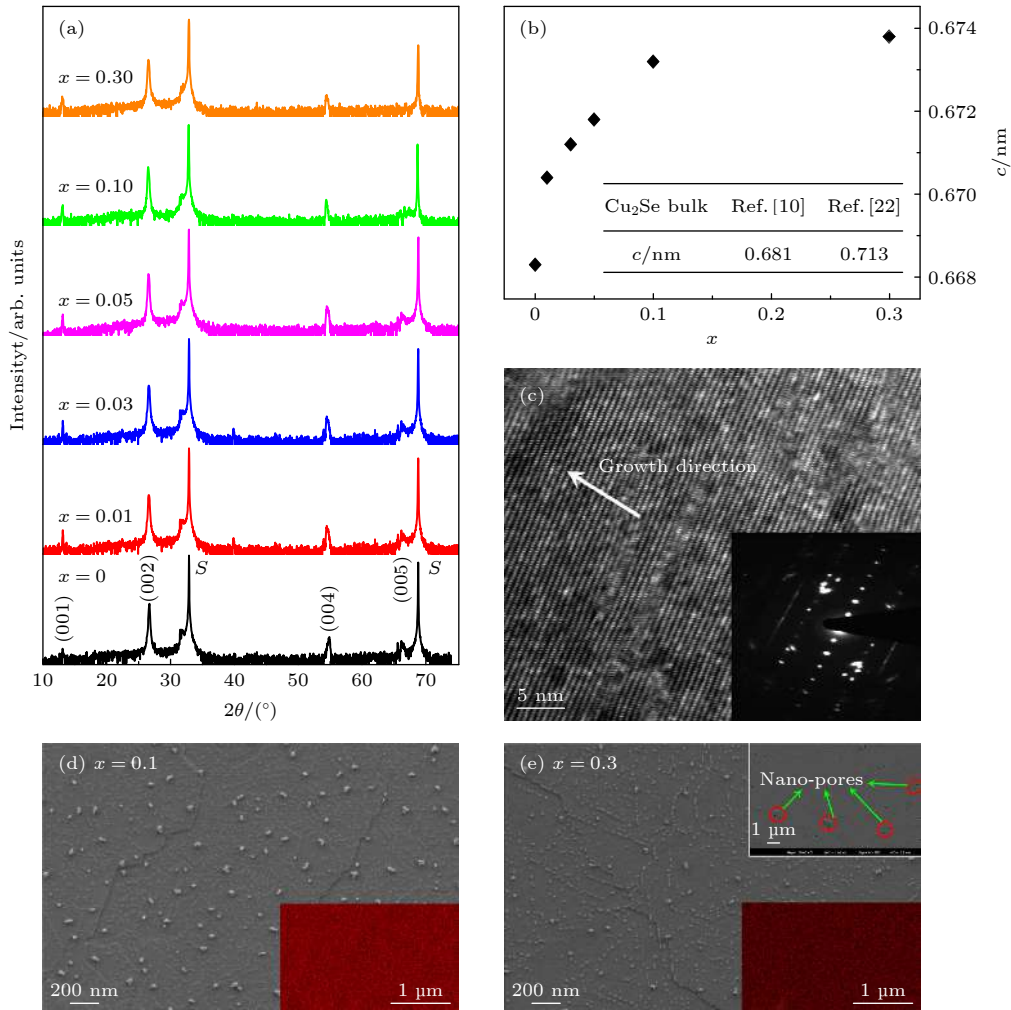 (a)
x = 0.30
x = 0.10
x = 0.05
x = 0.03
x = 0.01
x = 0
(001)
(002)
S
(004)
(005)
S
Intensityt/arb. units
10 20 30 40 50 60 70
2θ/(°)
(b)
0.674
0.672
0.670
0.668
c/nm
Cu₂Se bulk Ref. [10] Ref. [22]
c/nm 0.681 0.713
0 0.1 0.2 0.3
x
(c)
Growth direction
5 nm
(d) x = 0.1
200 nm
1 µm
(e) x = 0.3
Nano-pores
1 µm
200 nm
1 µm